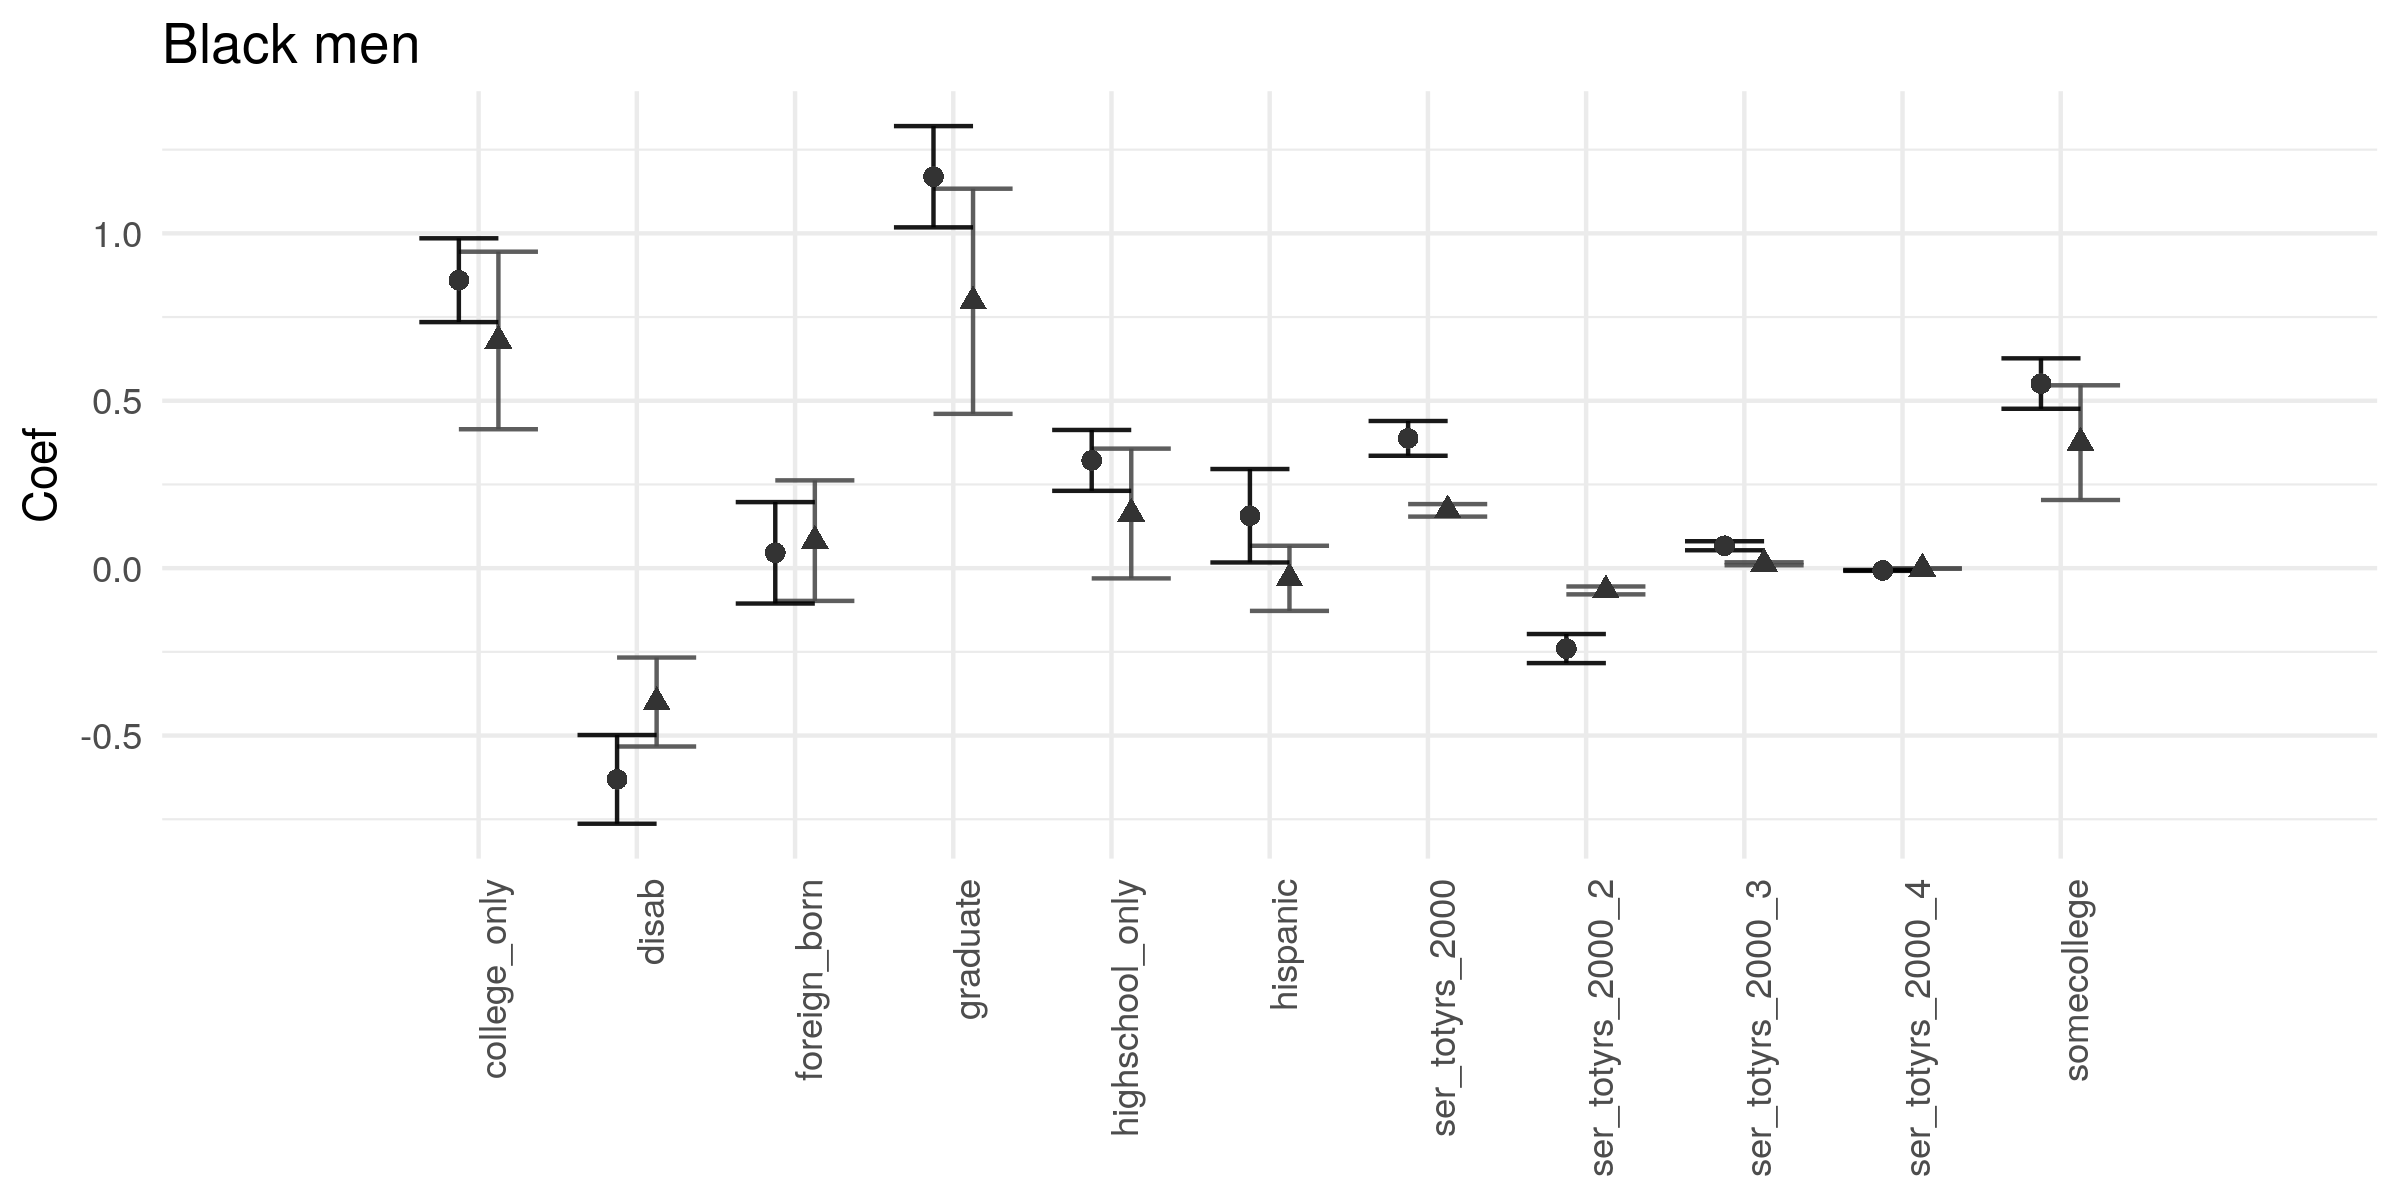 Black men
Coef
1.0
0.5
0.0
-0.5
college_only
disab
foreign_born
graduate
highschool_only
hispanic
ser_totyrs_2000
ser_totyrs_2000_2
ser_totyrs_2000_3
ser_totyrs_2000_4
somecollege